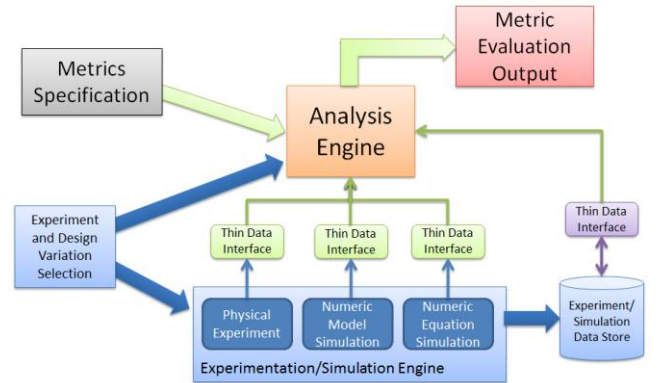 Metrics
Specification
Metric
Evaluation
Output
Analysis
Engine
Experiment
and Design
Variation
Selection
Thin Data
Interface
Thin Data
Interface
Thin Data
Interface
Thin Data
Interface
Physical
Experiment
Numeric
Model
Simulation
Numeric
Equation
Simulation
Experimentation/Simulation Engine
Experiment/
Simulation
Data Store